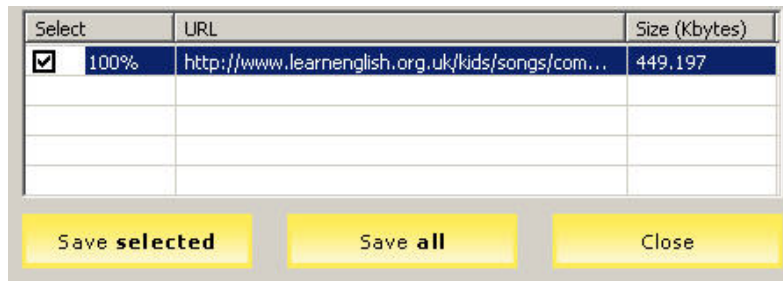 Select URL Size (Kbytes)
100% http://www.learnenglish.org.uk/kids/songs/com... 449.197
Save selected Save all Close